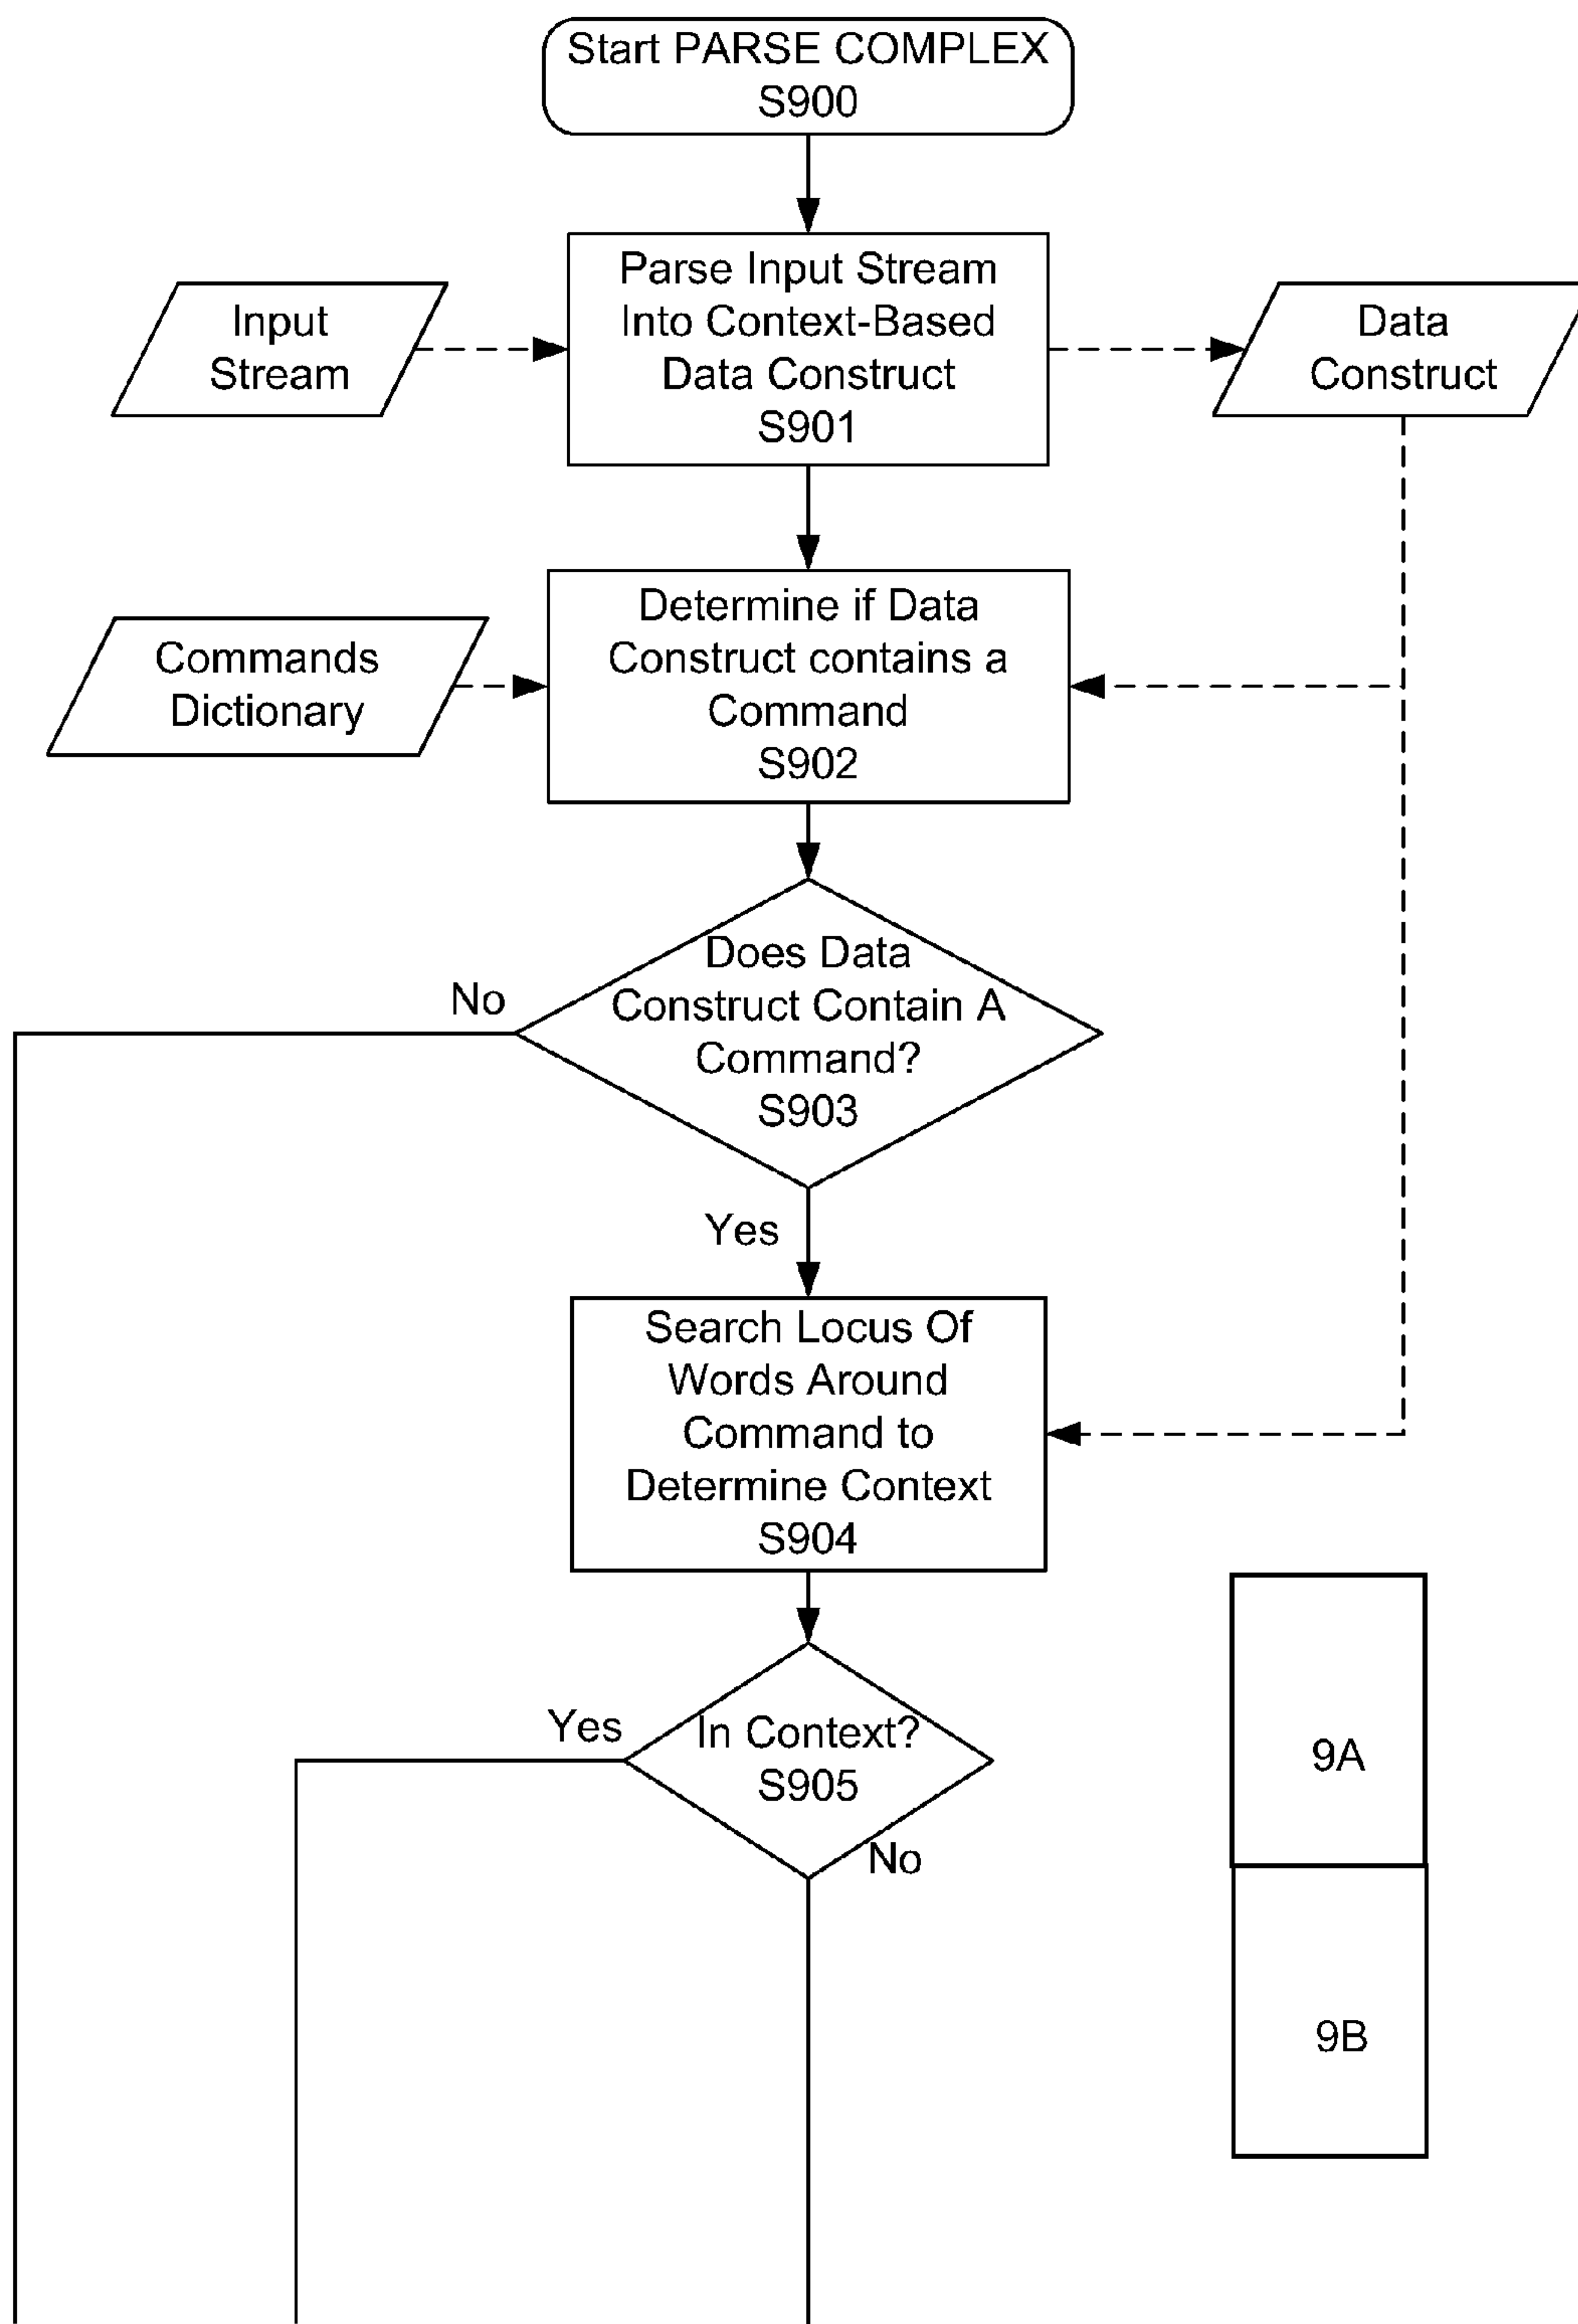 Start PARSE COMPLEX
S900
Parse Input Stream
Into Context-Based
Data Construct
S901
Input
Stream
Data
Construct
Determine if Data
Construct contains a
Command
S902
Commands
Dictionary
Does Data
Construct Contain A
Command?
S903
No
Yes
Search Locus Of
Words Around
Command to
Determine Context
S904
In Context?
S905
Yes
No
9A
9B